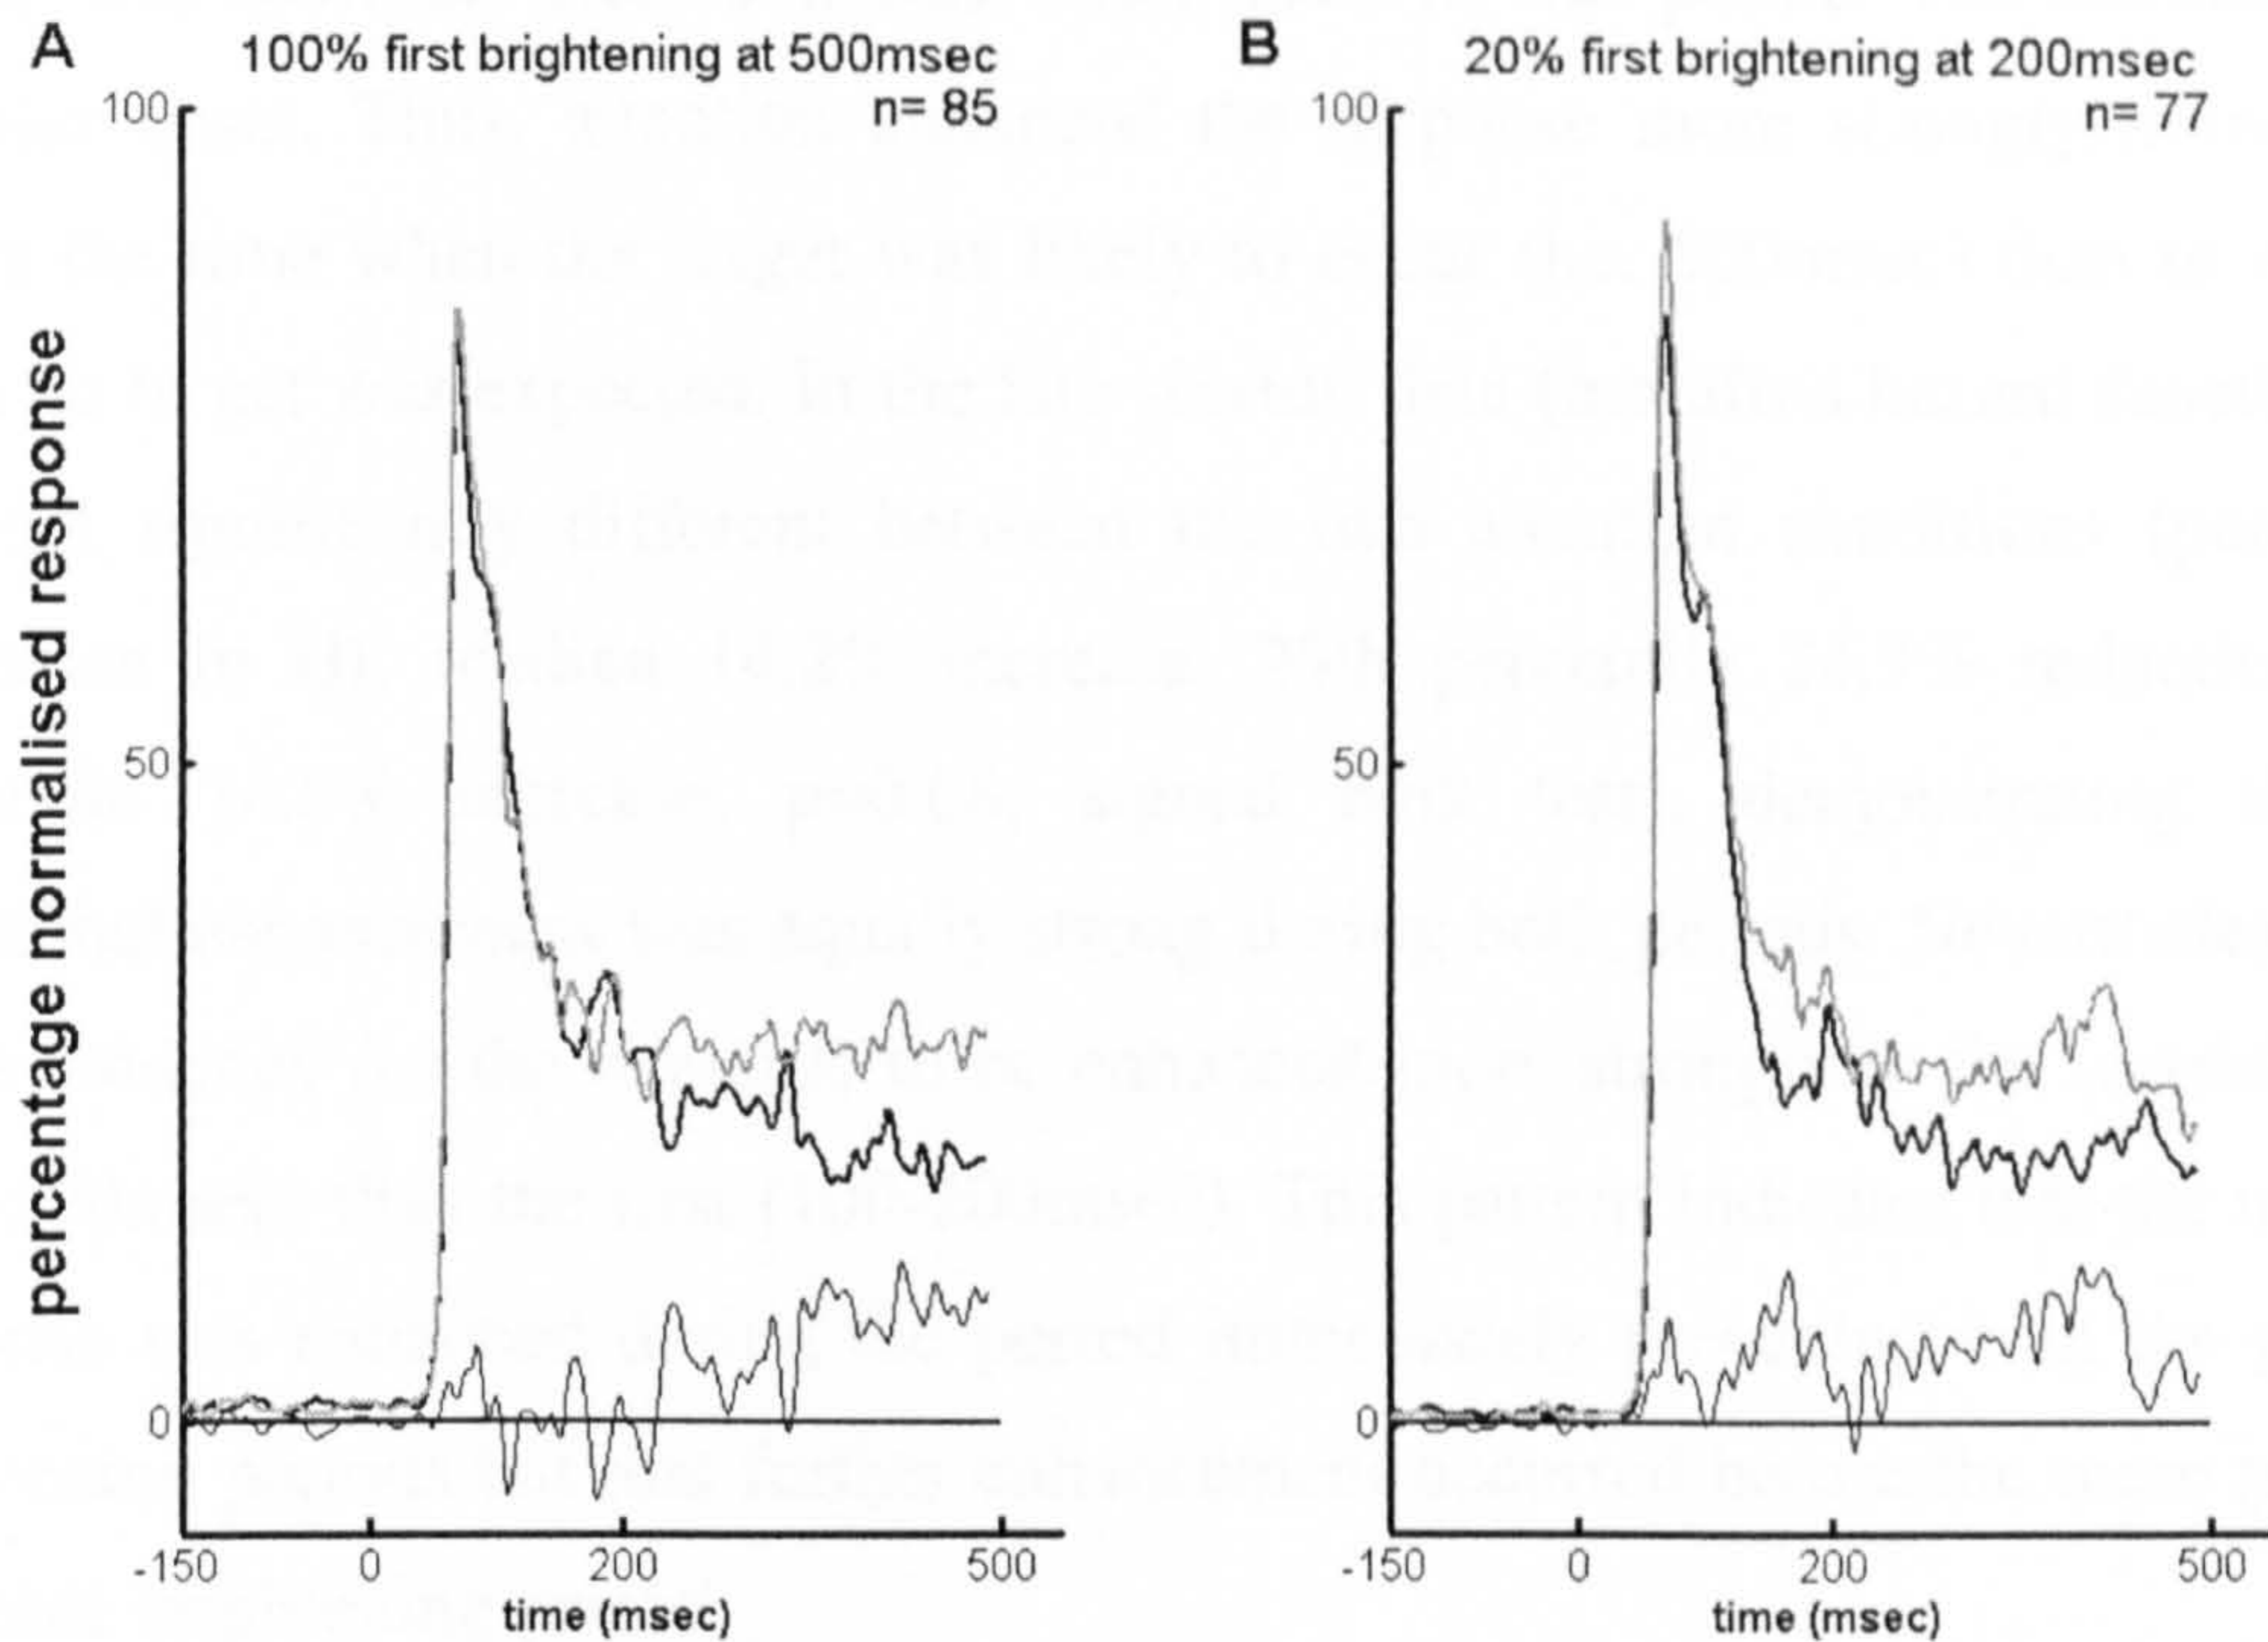 A
100% first brightening at 500msec
n= 85
100
50
0
-150 0 200 500
time (msec)
percentage normalised response
B
20% first brightening at 200msec
n= 77
100
50
0
-150 0 200 500
time (msec)